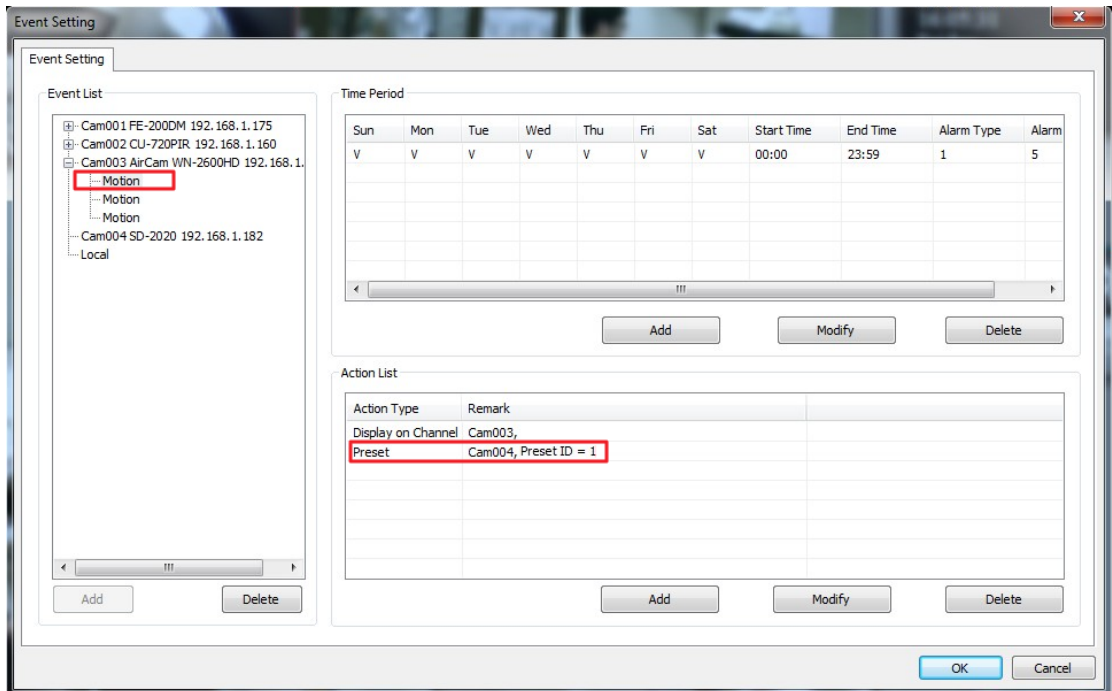 Event Setting
x
Event Setting
Event List
Cam001 FE-200DM 192.168.1.175
Cam002 CU-720PIR 192.168.1.160
Cam003 AirCam WN-2600HD 192.168.1.
Motion
Motion
Motion
Cam004 SD-2020 192.168.1.182
Local
Add Delete
Time Period
Sun Mon Tue Wed Thu Fri Sat Start Time End Time Alarm Type Alarm
V V V V V V V 00:00 23:59 1 5
Add Modify Delete
Action List
Action Type Remark
Display on Channel Cam003,
Preset Cam004, Preset ID = 1
Add Modify Delete
OK Cancel